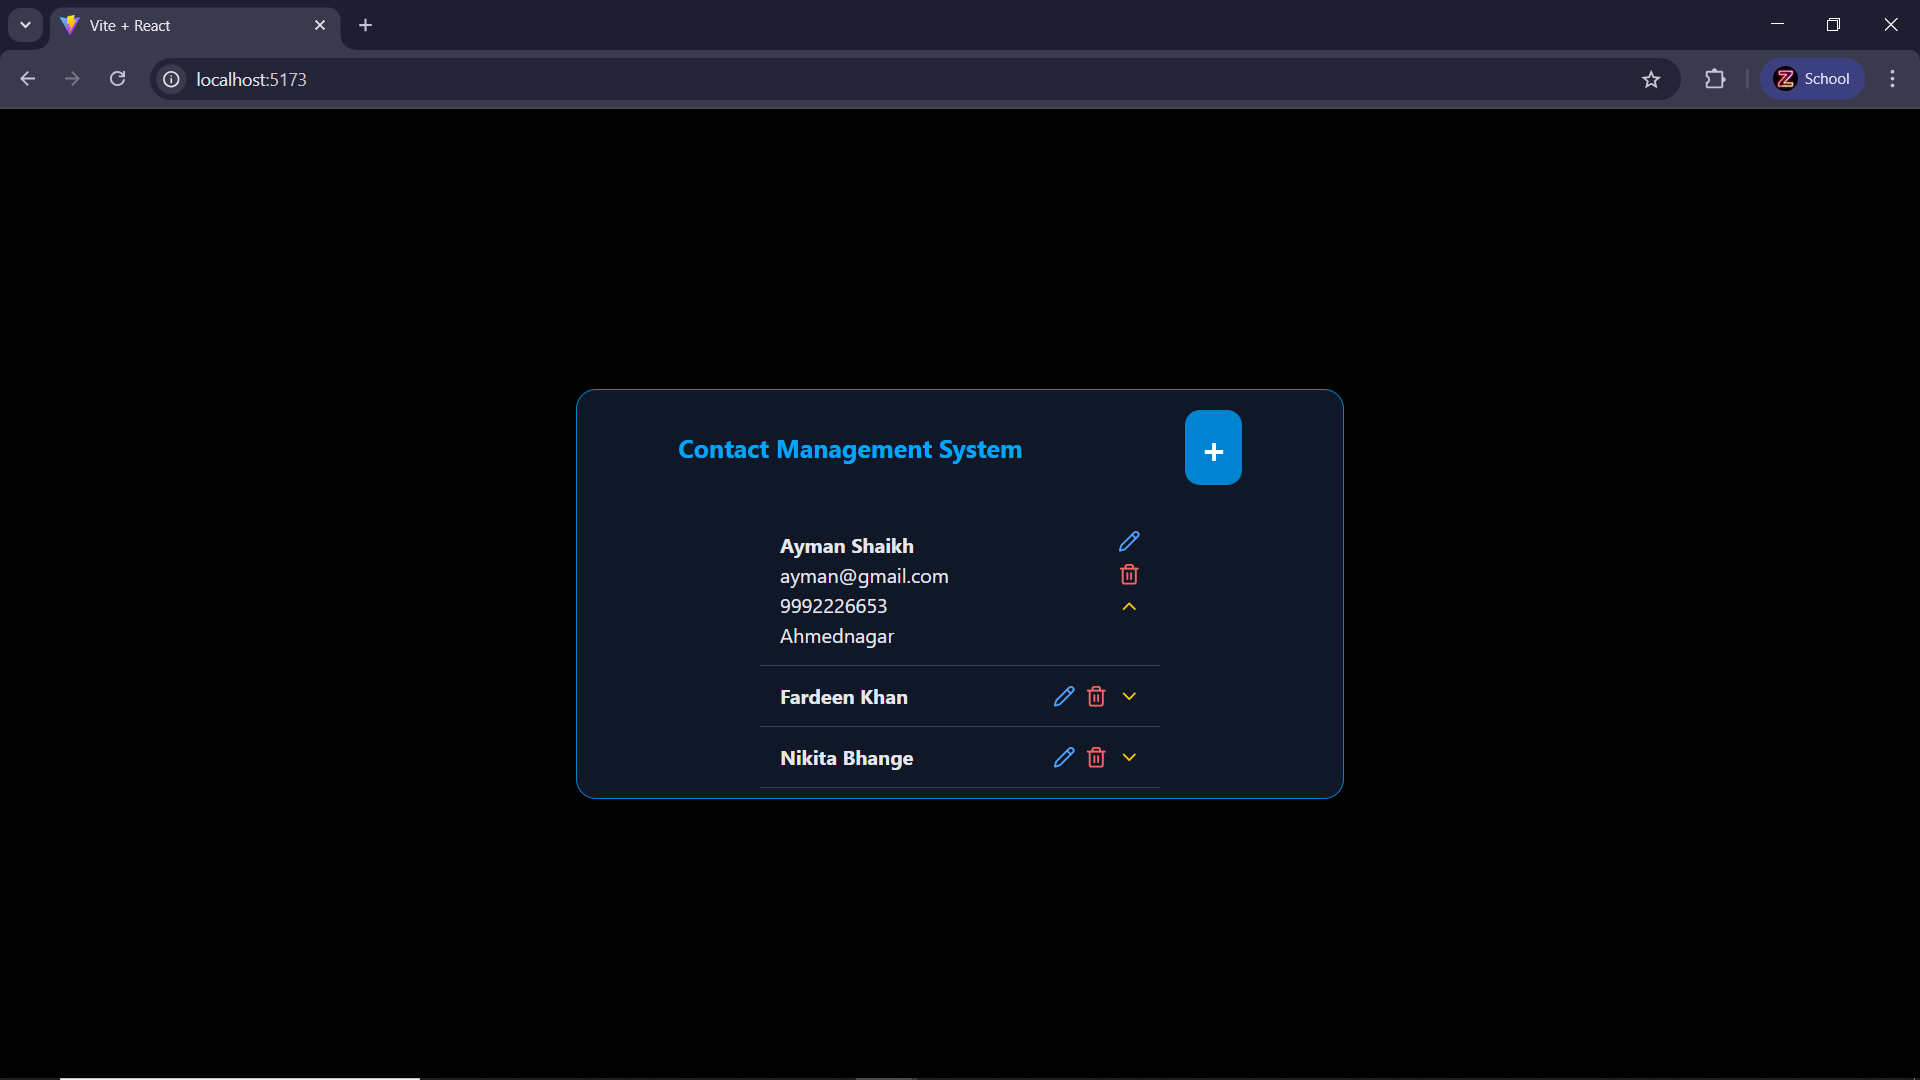 Vite + React
localhost:5173
Z School
Contact Management System
+
Ayman Shaikh
ayman@gmail.com
9992226653
Ahmednagar
Fardeen Khan
Nikita Bhange